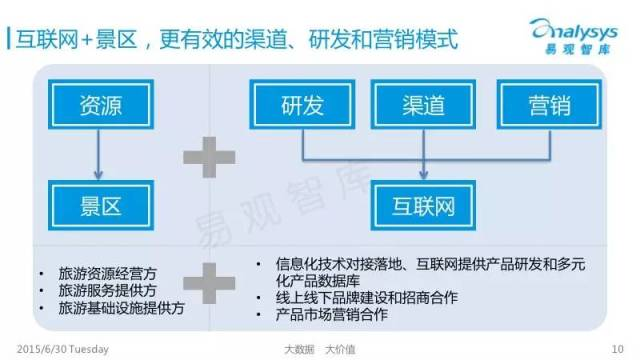 互联网+景区，更有效的渠道、研发和营销模式
analysys
易观智库
资源
研发
渠道
营销
景区
互联网
易观智库
• 旅游资源经营方
• 旅游服务提供方
• 旅游基础设施提供方
• 信息化技术对接落地、互联网提供产品研发和多元
化产品数据库
• 线上线下品牌建设和招商合作
• 产品市场营销合作
2015/6/30 Tuesday
大数据 大价值
10